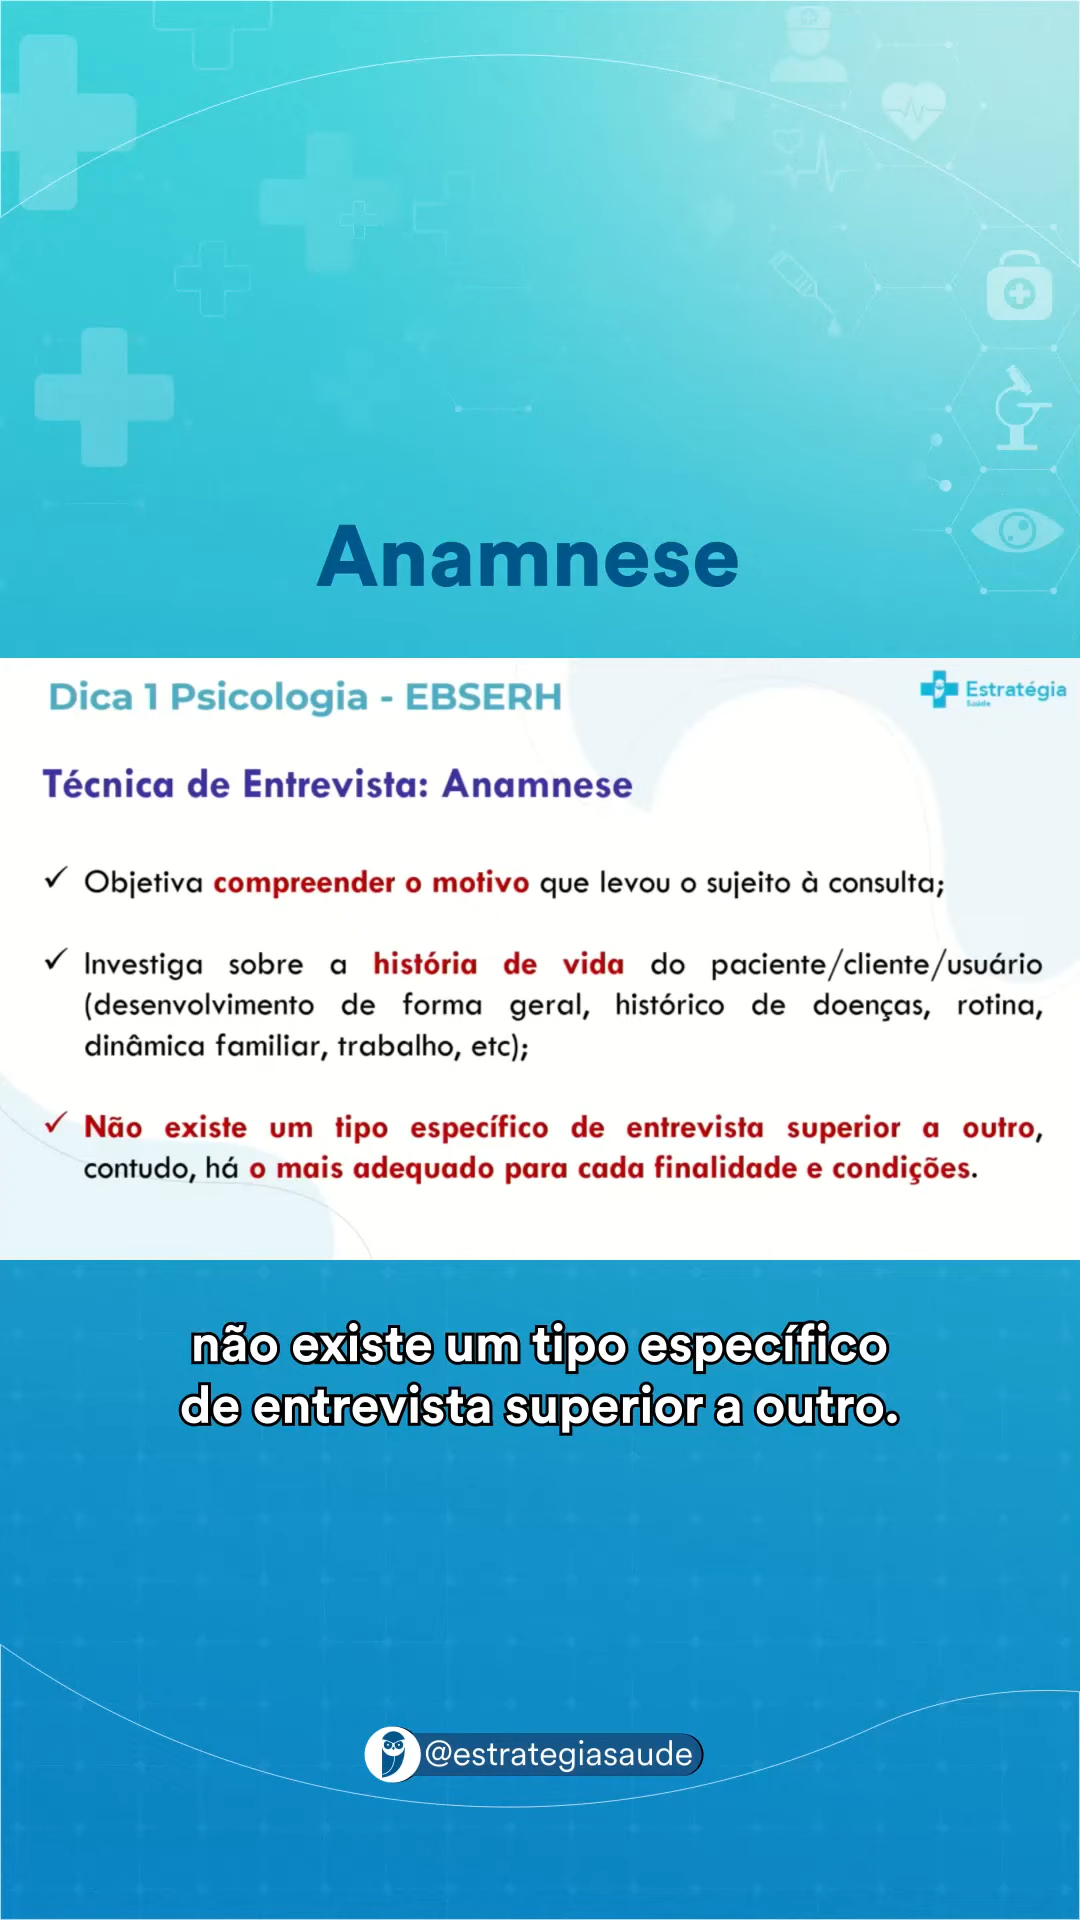 Anamnese
Dica 1 Psicologia - EBSERH
Estratégia
Saúde
Técnica de Entrevista: Anamnese
✓ Objetiva compreender o motivo que levou o sujeito à consulta;
✓ Investiga sobre a história de vida do paciente/cliente/usuário
(desenvolvimento de forma geral, histórico de doenças, rotina,
dinâmica familiar, trabalho, etc);
✓ Não existe um tipo específico de entrevista superior a outro,
contudo, há o mais adequado para cada finalidade e condições.
não existe um tipo específico
de entrevista superior a outro.
@estrategiasaude